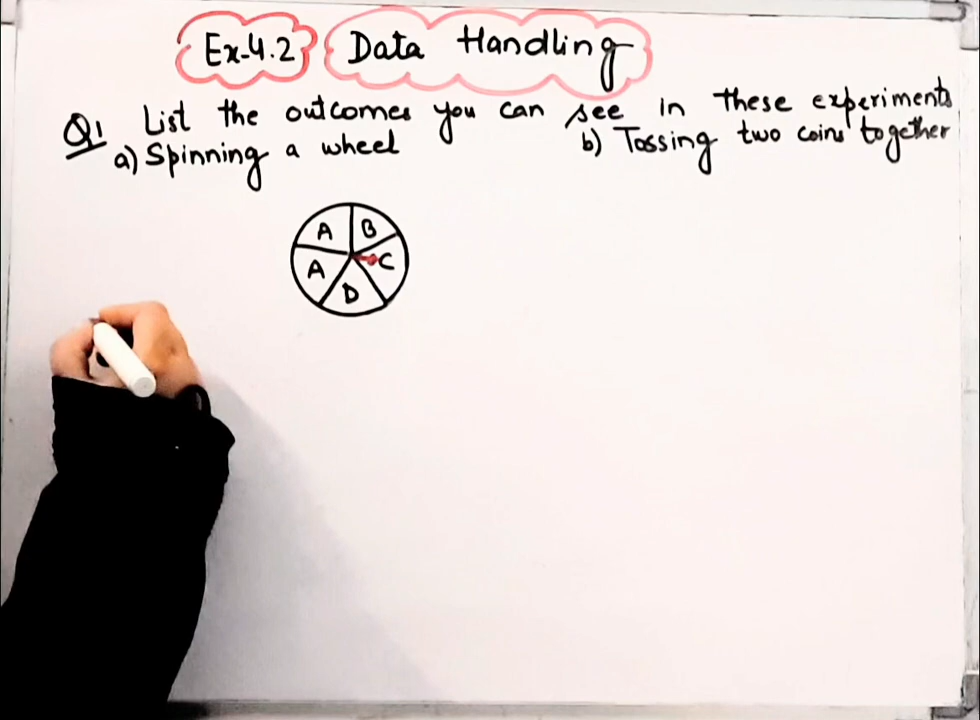 Ex-4.2 Data Handling
Q1 List the outcomes you can see in these experiments
a) Spinning a wheel b) Tossing two coins together
A B
A C
D